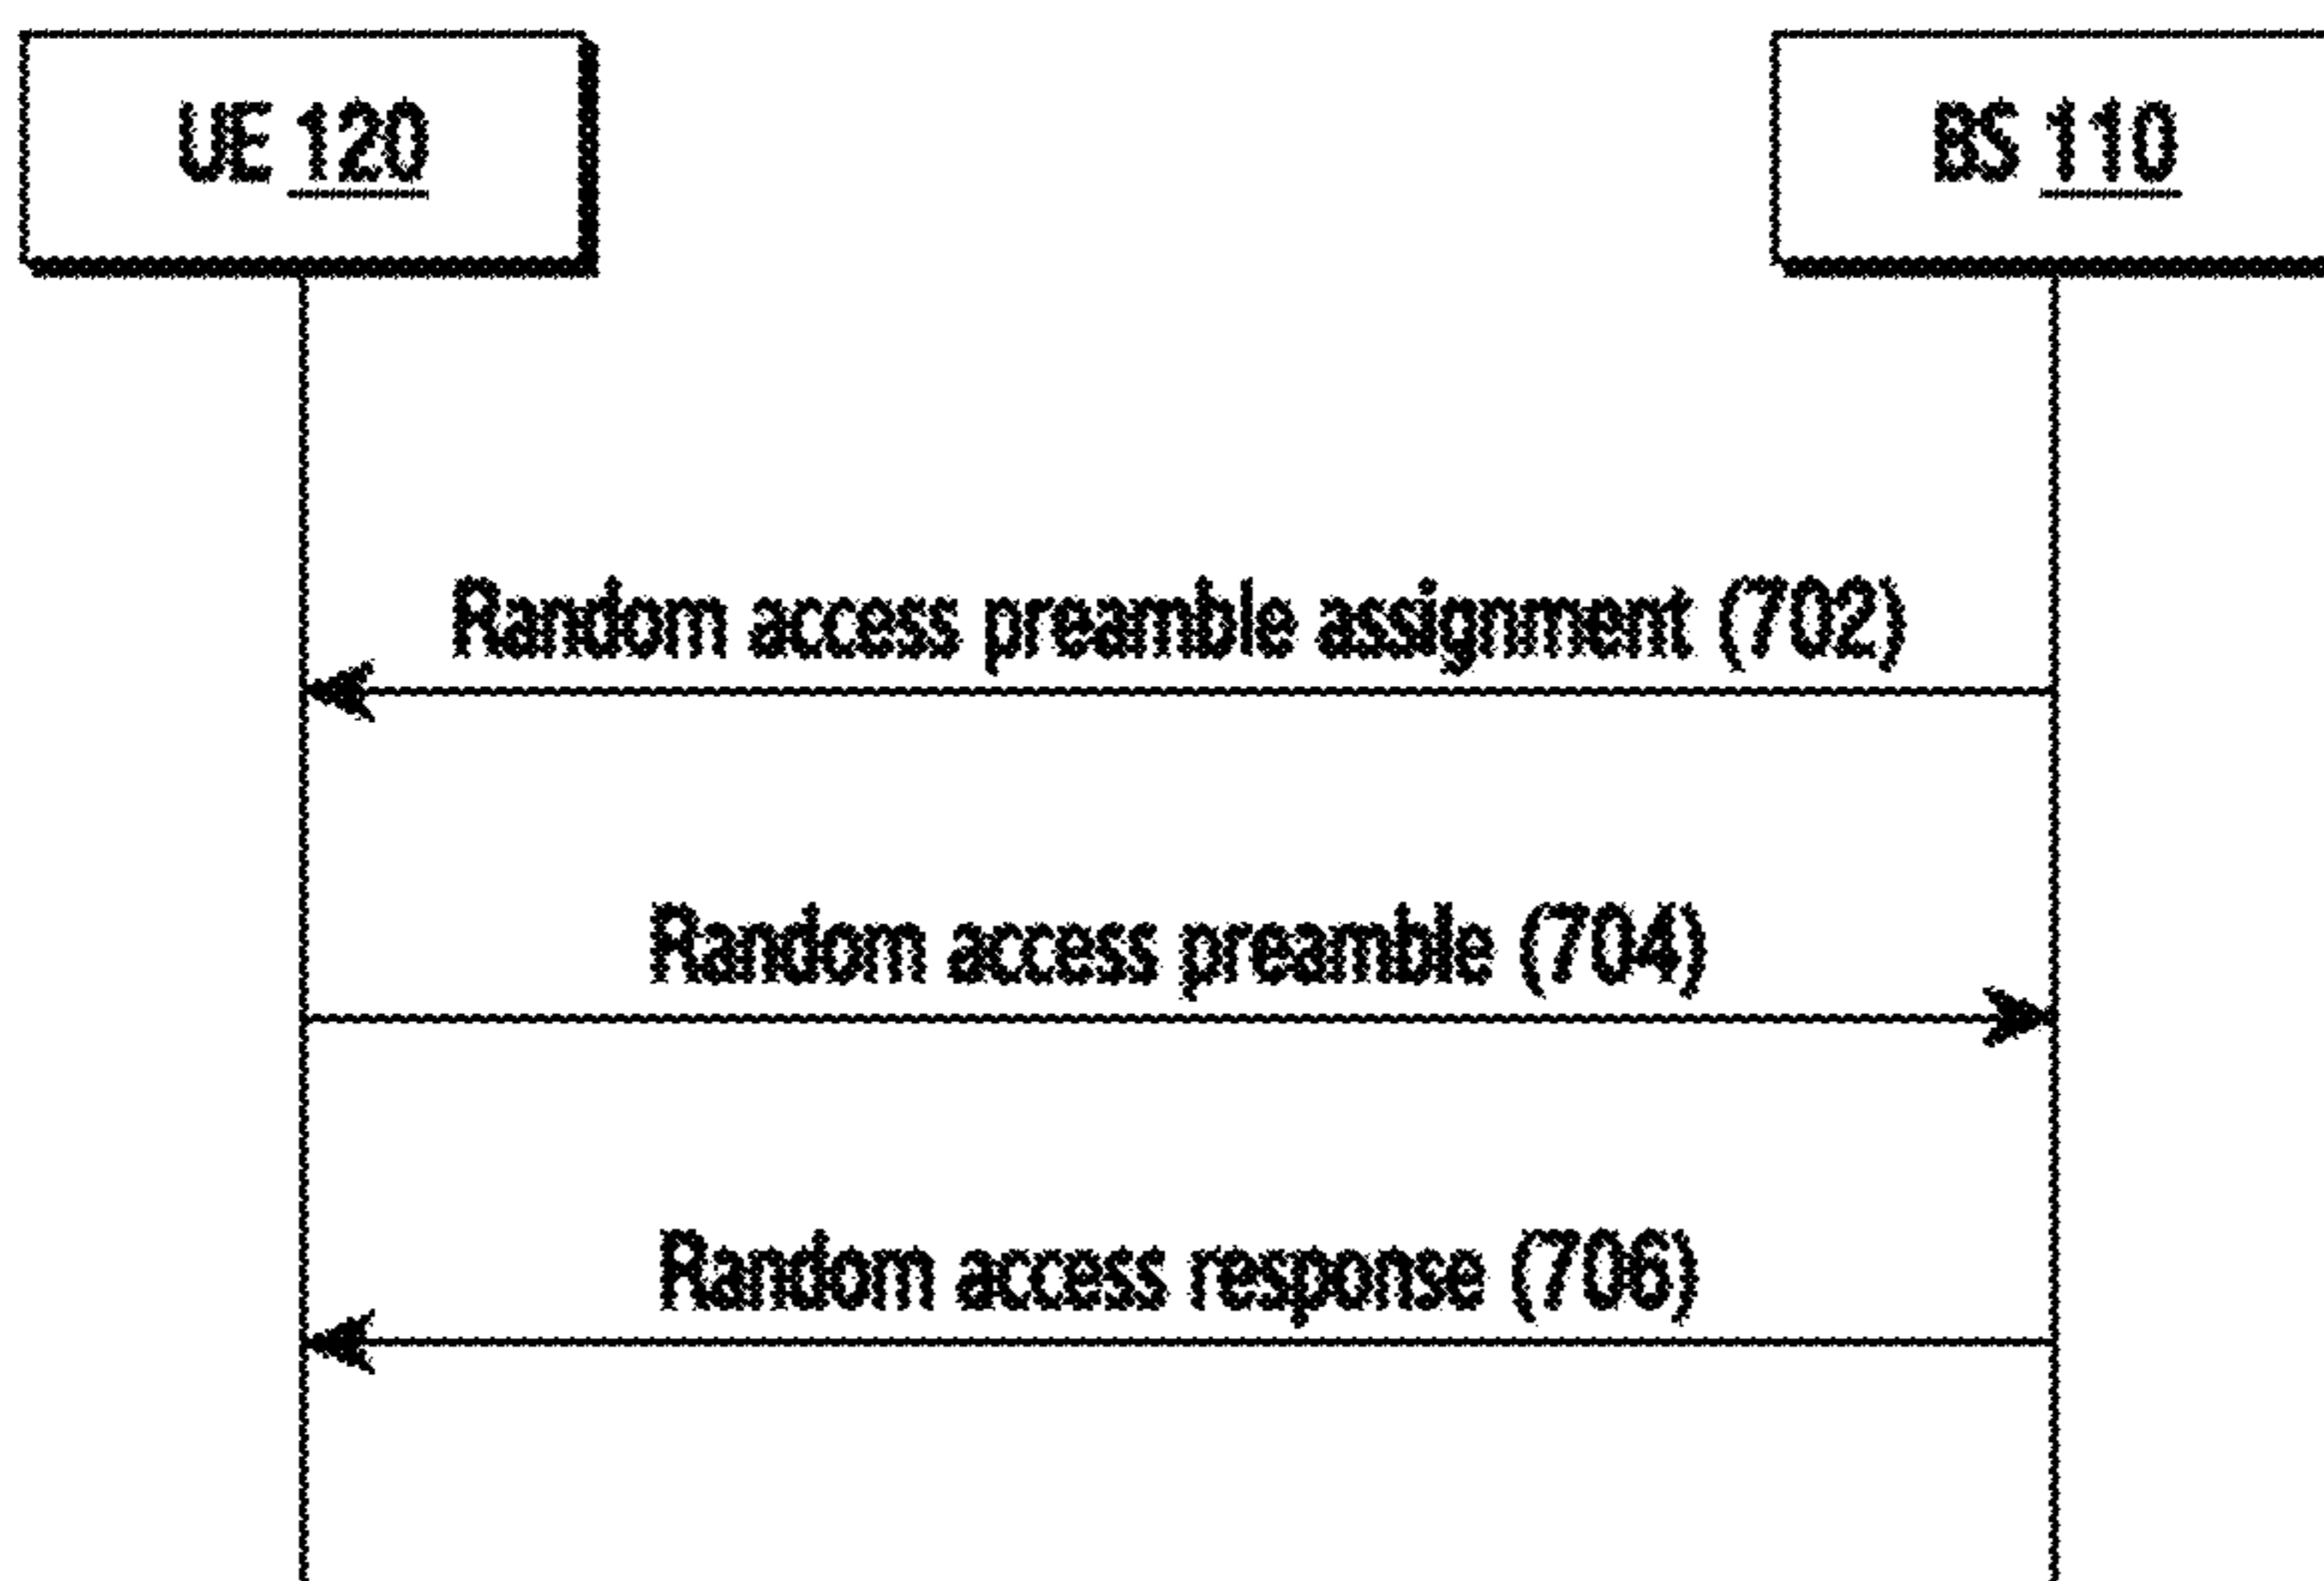 UE 120
BS 110
Random access preamble assignment (702)
Random access preamble (704)
Random access response (706)